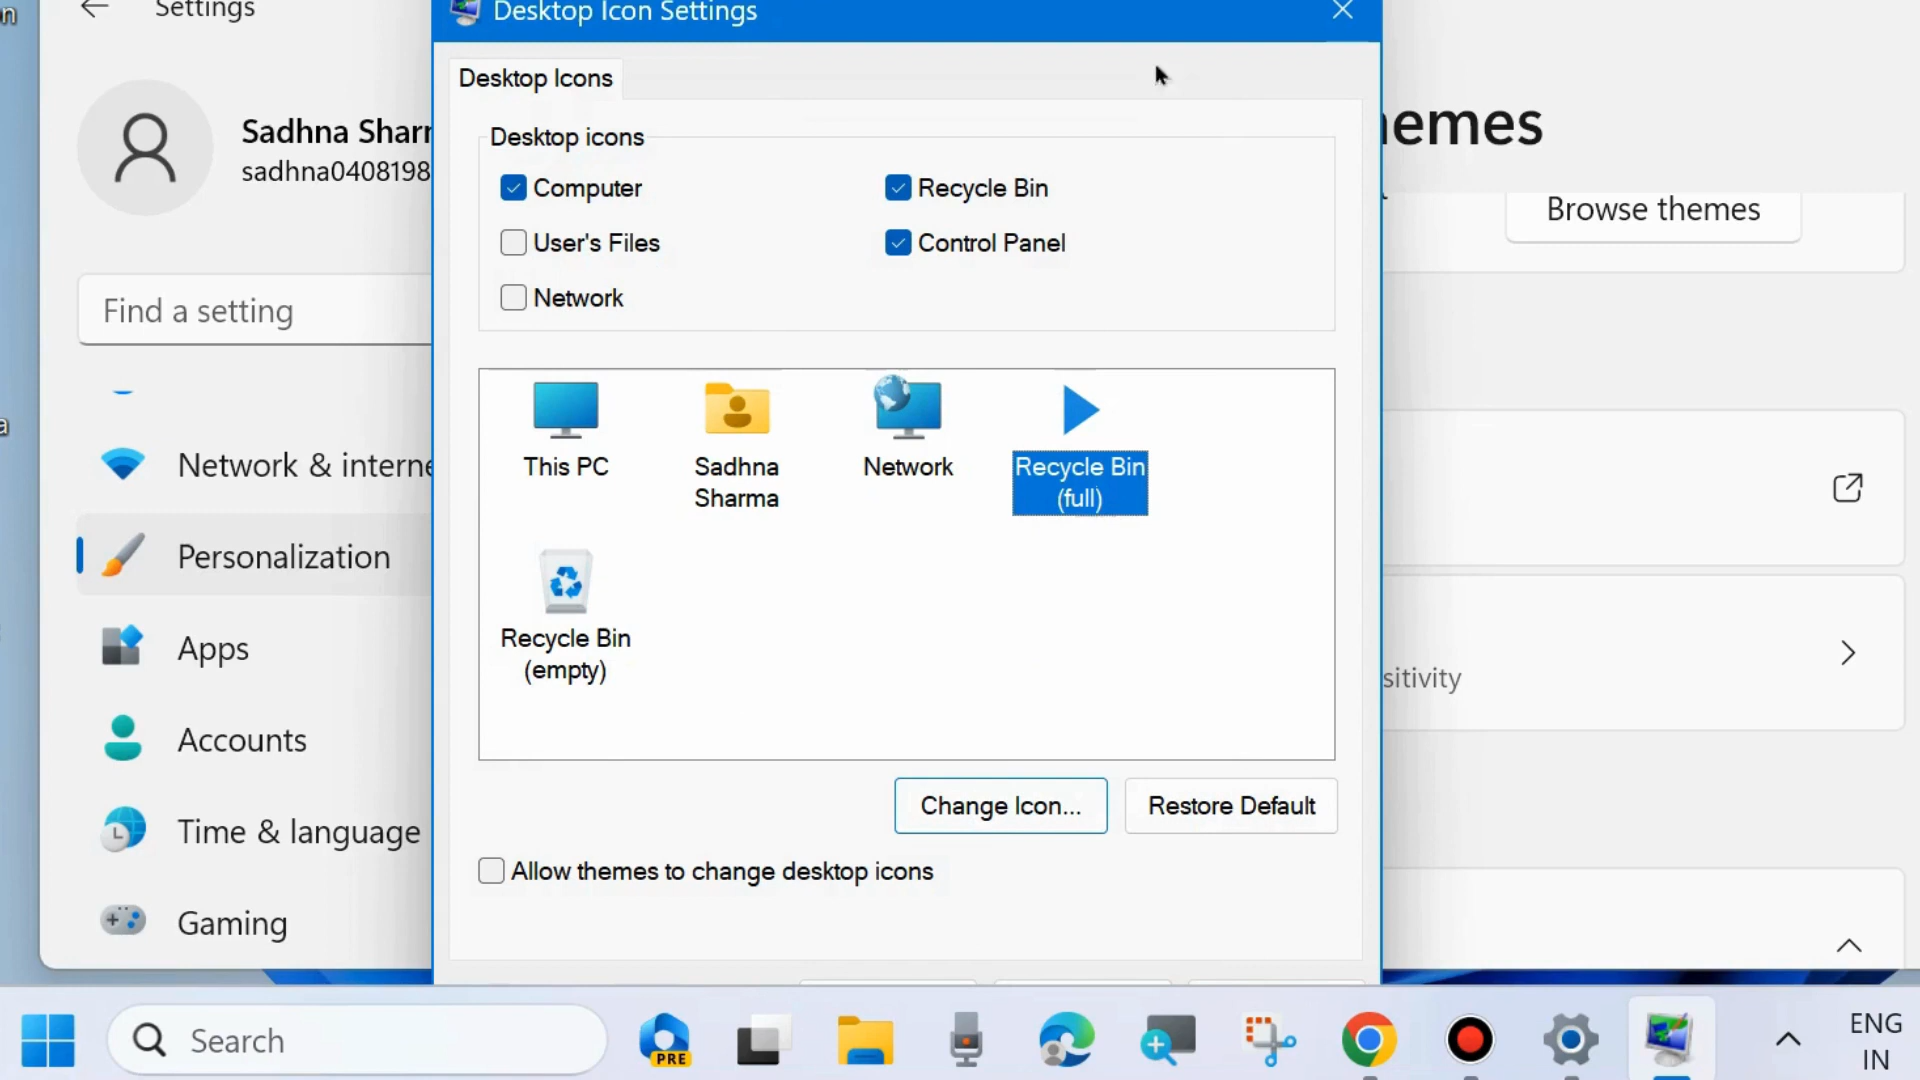 Settings
Desktop Icon Settings
Desktop Icons
Sadhna Shar
sadhna0408198
emes
Desktop icons
Computer
Recycle Bin
Browse themes
User's Files
Control Panel
Network
Find a setting
This PC
Sadhna
Sharma
Network
Recycle Bin
(full)
Network & interne
Personalization
Recycle Bin
(empty)
Apps
sitivity
Accounts
Change Icon...
Restore Default
Time & language
Allow themes to change desktop icons
Gaming
Search
PRE
ENG
IN